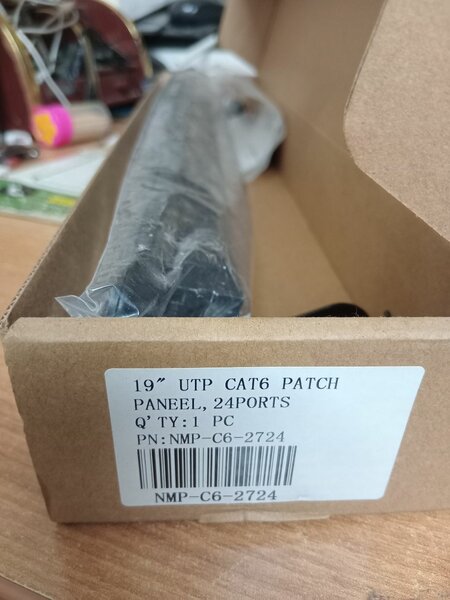 19" UTP CAT6 PATCH
PANEEL,24PORTS
Q'TY:1 PC
PN:NMP-C6-2724
NMP-C6-2724